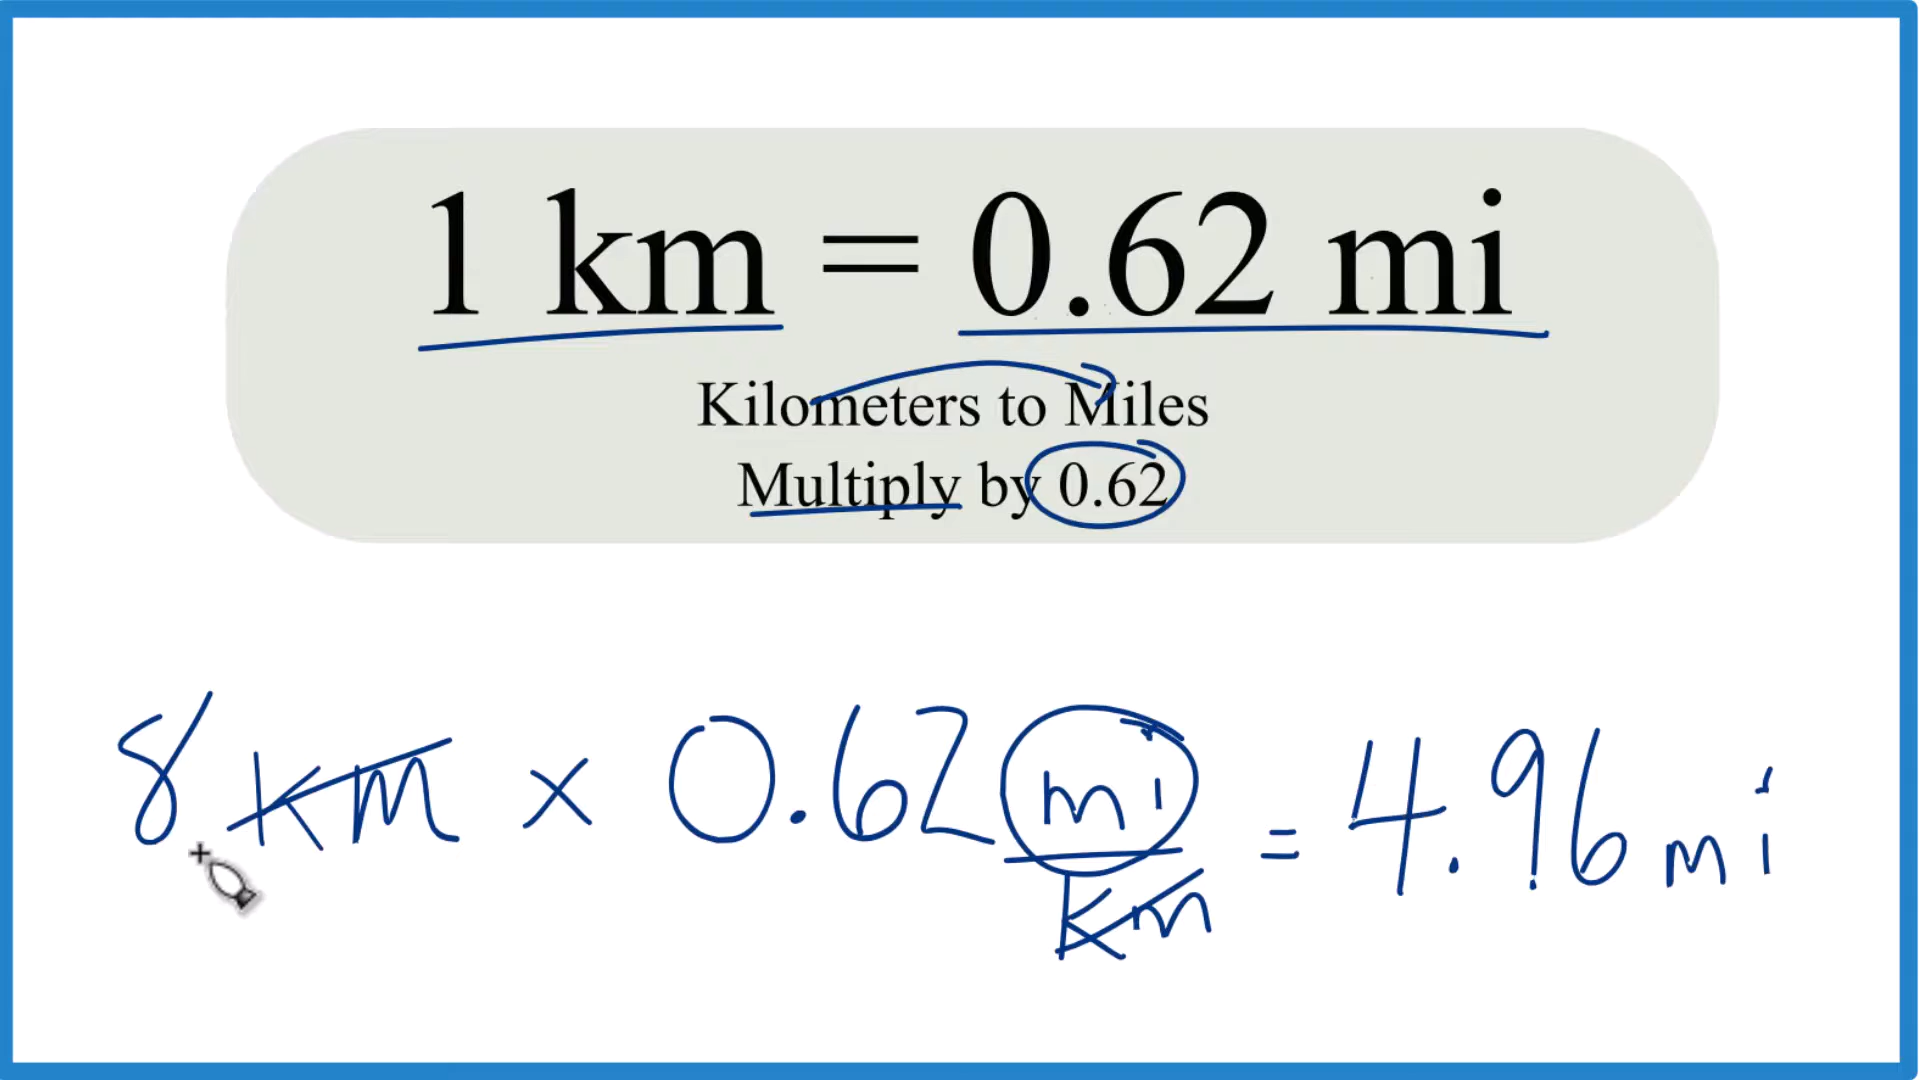 1 km = 0.62 mi
Kilometers to Miles
Multiply by 0.62
8 km × 0.62 mi/km = 4.96 mi